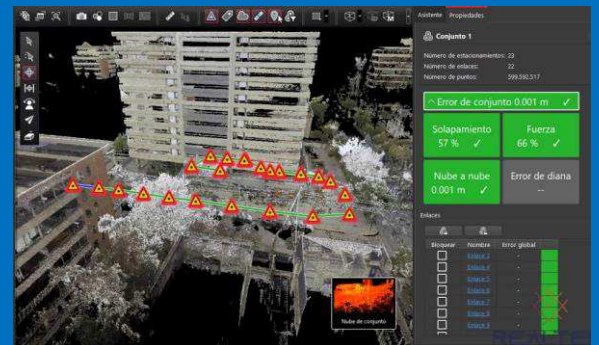 Asistente Propiedades
Conjunto 1
Número de estacionamientos: 23
Número de enlaces: 22
Número de puntos: 599.592.517
Error de conjunto 0.001 m
Solapamiento
57 %
Fuerza
66 %
Nube a nube
0.001 m
Error de diana
--
Enlaces
Bloquear Nombre Error global
Enlace 3 -
Enlace 4 -
Enlace 5 -
Enlace 6 -
Enlace 7 -
Enlace 8 -
Enlace 9 -
Nube de conjunto